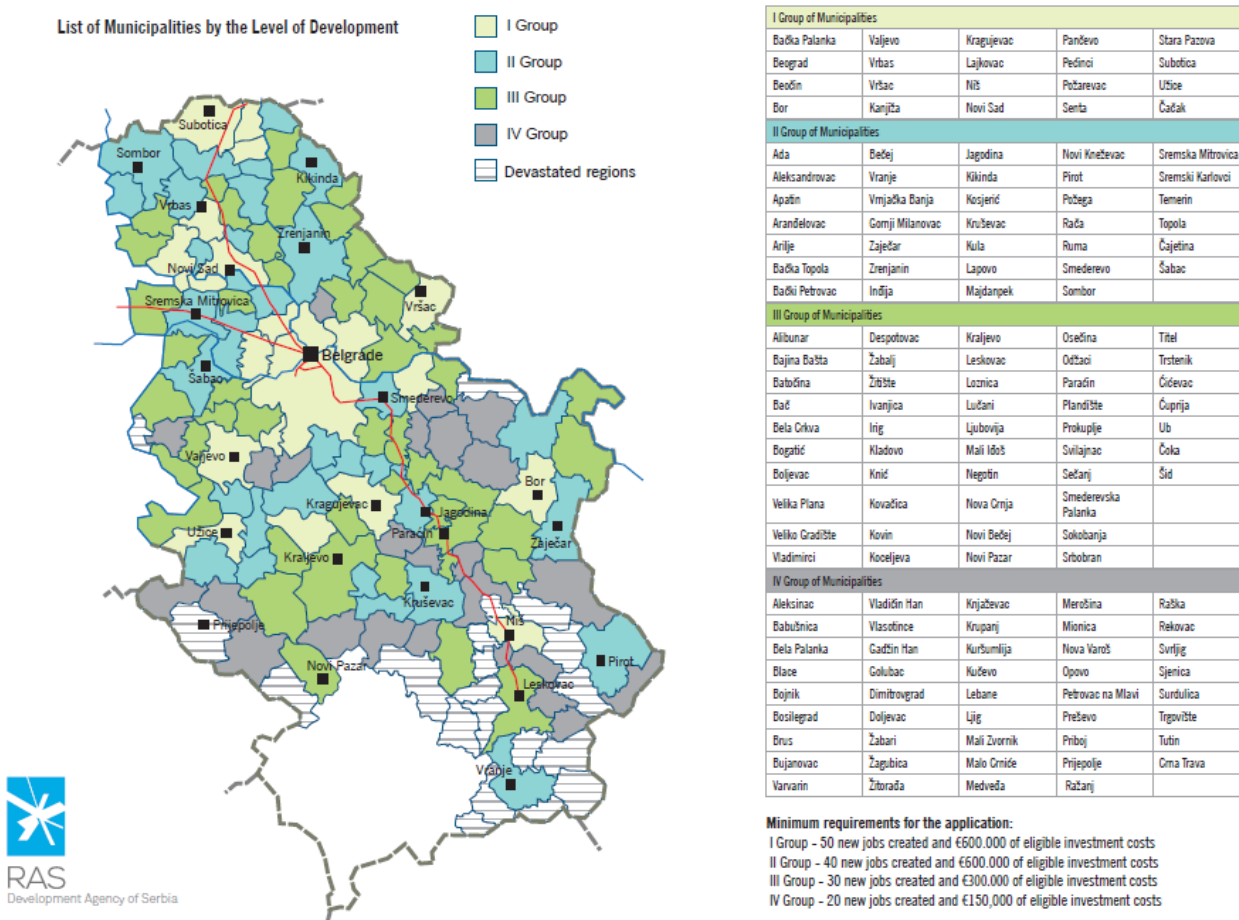 List of Municipalities by the Level of Development
I Group
II Group
III Group
IV Group
Devastated regions
Subotica
Sombor
Kikinda
Vrbas
Zrenjanin
Novi Sad
Sremska Mitrovica
Vršac
Belgrade
Šabac
Smederevo
Valjevo
Kragujevac
Jagodina
Bor
Užice
Paraćin
Zaječar
Kraljevo
Kruševac
Prijepolje
Niš
Novi Pazar
Pirot
Leskovac
Vranje
RAS
Development Agency of Serbia
I Group of Municipalities
Bačka Palanka Valjevo Kragujevac Pančevo Stara Pazova
Beograd Vrbas Lajkovac Pećinci Subotica
Beočin Vršac Niš Požarevac Užice
Bor Kanjiža Novi Sad Senta Čačak
II Group of Municipalities
Ada Bečej Jagodina Novi Kneževac Sremska Mitrovica
Aleksandrovac Vranje Kikinda Pirot Sremski Karlovci
Apatin Vrnjačka Banja Kosjerić Požega Temerin
Aranđelovac Gornji Milanovac Kruševac Rača Topola
Arilje Zaječar Kula Ruma Čajetina
Bačka Topola Zrenjanin Lapovo Smederevo Šabac
Bački Petrovac Inđija Majdanpek Sombor
III Group of Municipalities
Alibunar Despotovac Kraljevo Osečina Titel
Bajina Bašta Žabalj Leskovac Odžaci Trstenik
Batočina Žitište Loznica Paraćin Ćićevac
Bač Ivanjica Lučani Plandište Ćuprija
Bela Crkva Irig Ljubovija Prokuplje Ub
Bogatić Kladovo Mali Iđoš Svilajnac Čoka
Boljevac Knić Negotin Sečanj Šid
Velika Plana Kovačica Nova Crnja Smederevska Palanka
Veliko Gradište Kovin Novi Bečej Sokobanja
Vladimirci Koceljeva Novi Pazar Srbobran
IV Group of Municipalities
Aleksinac Vladičin Han Knjaževac Merošina Raška
Babušnica Vlasotince Krupanj Mionica Rekovac
Bela Palanka Gadžin Han Kuršumlija Nova Varoš Svrljig
Blace Golubac Kučevo Opovo Sjenica
Bojnik Dimitrovgrad Lebane Petrovac na Mlavi Surdulica
Bosilegrad Doljevac Ljig Preševo Trgovište
Brus Žabari Mali Zvornik Priboj Tutin
Bujanovac Žagubica Malo Crniće Prijepolje Crna Trava
Varvarin Žitorađa Medveđa Ražanj
Minimum requirements for the application:
I Group - 50 new jobs created and €600.000 of eligible investment costs
II Group - 40 new jobs created and €600.000 of eligible investment costs
III Group - 30 new jobs created and €300.000 of eligible investment costs
IV Group - 20 new jobs created and €150,000 of eligible investment costs